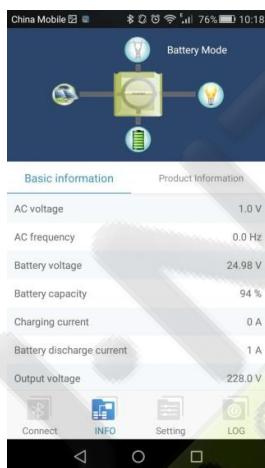 China Mobile 76% 10:18
Battery Mode
Basic information Product Information
AC voltage 1.0 V
AC frequency 0.0 Hz
Battery voltage 24.98 V
Battery capacity 94 %
Charging current 0 A
Battery discharge current 1 A
Output voltage 228.0 V
Connect INFO Setting LOG